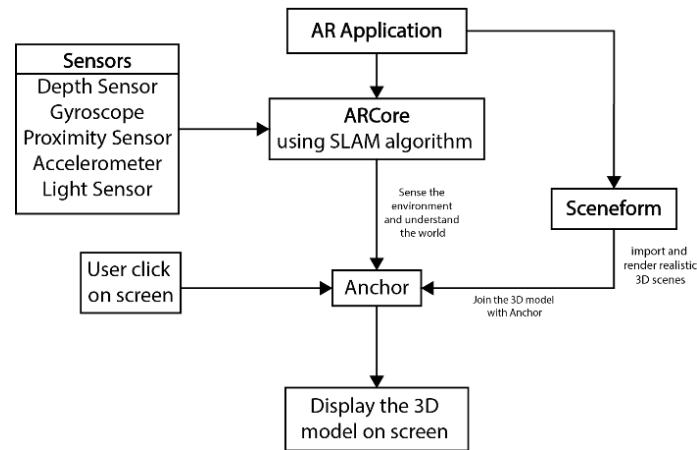 AR Application
Sensors
Depth Sensor
Gyroscope
Proximity Sensor
Accelerometer
Light Sensor
ARCore
using SLAM algorithm
Sense the
environment
and understand
the world
Sceneform
import and
render realistic
3D scenes
User click
on screen
Anchor
Join the 3D model
with Anchor
Display the 3D
model on screen